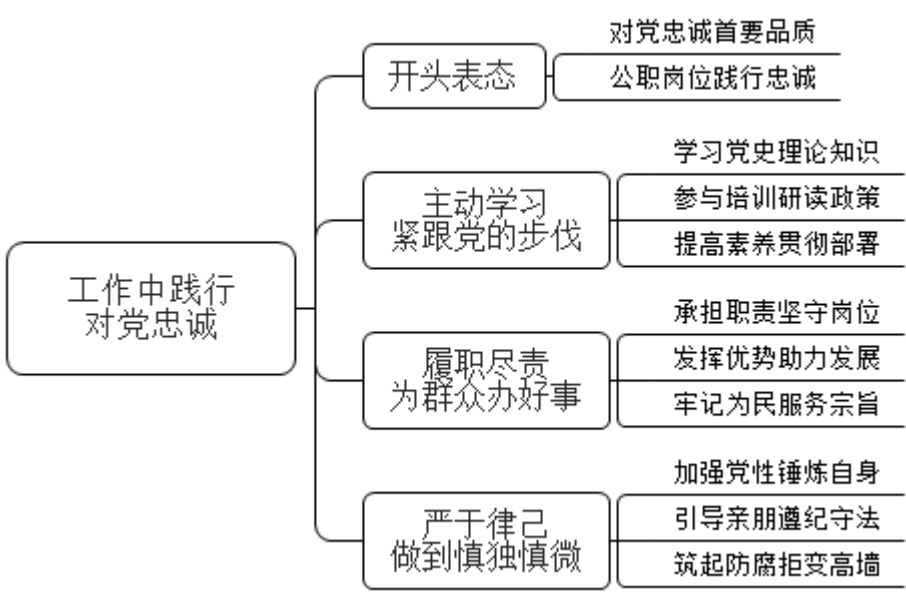 工作中践行
对党忠诚
开头表态
对党忠诚首要品质
公职岗位践行忠诚
主动学习
紧跟党的步伐
学习党史理论知识
参与培训研读政策
提高素养贯彻部署
履职尽责
为群众办好事
承担职责坚守岗位
发挥优势助力发展
牢记为民服务宗旨
严于律己
做到慎独慎微
加强党性锤炼自身
引导亲朋遵纪守法
筑起防腐拒变高墙